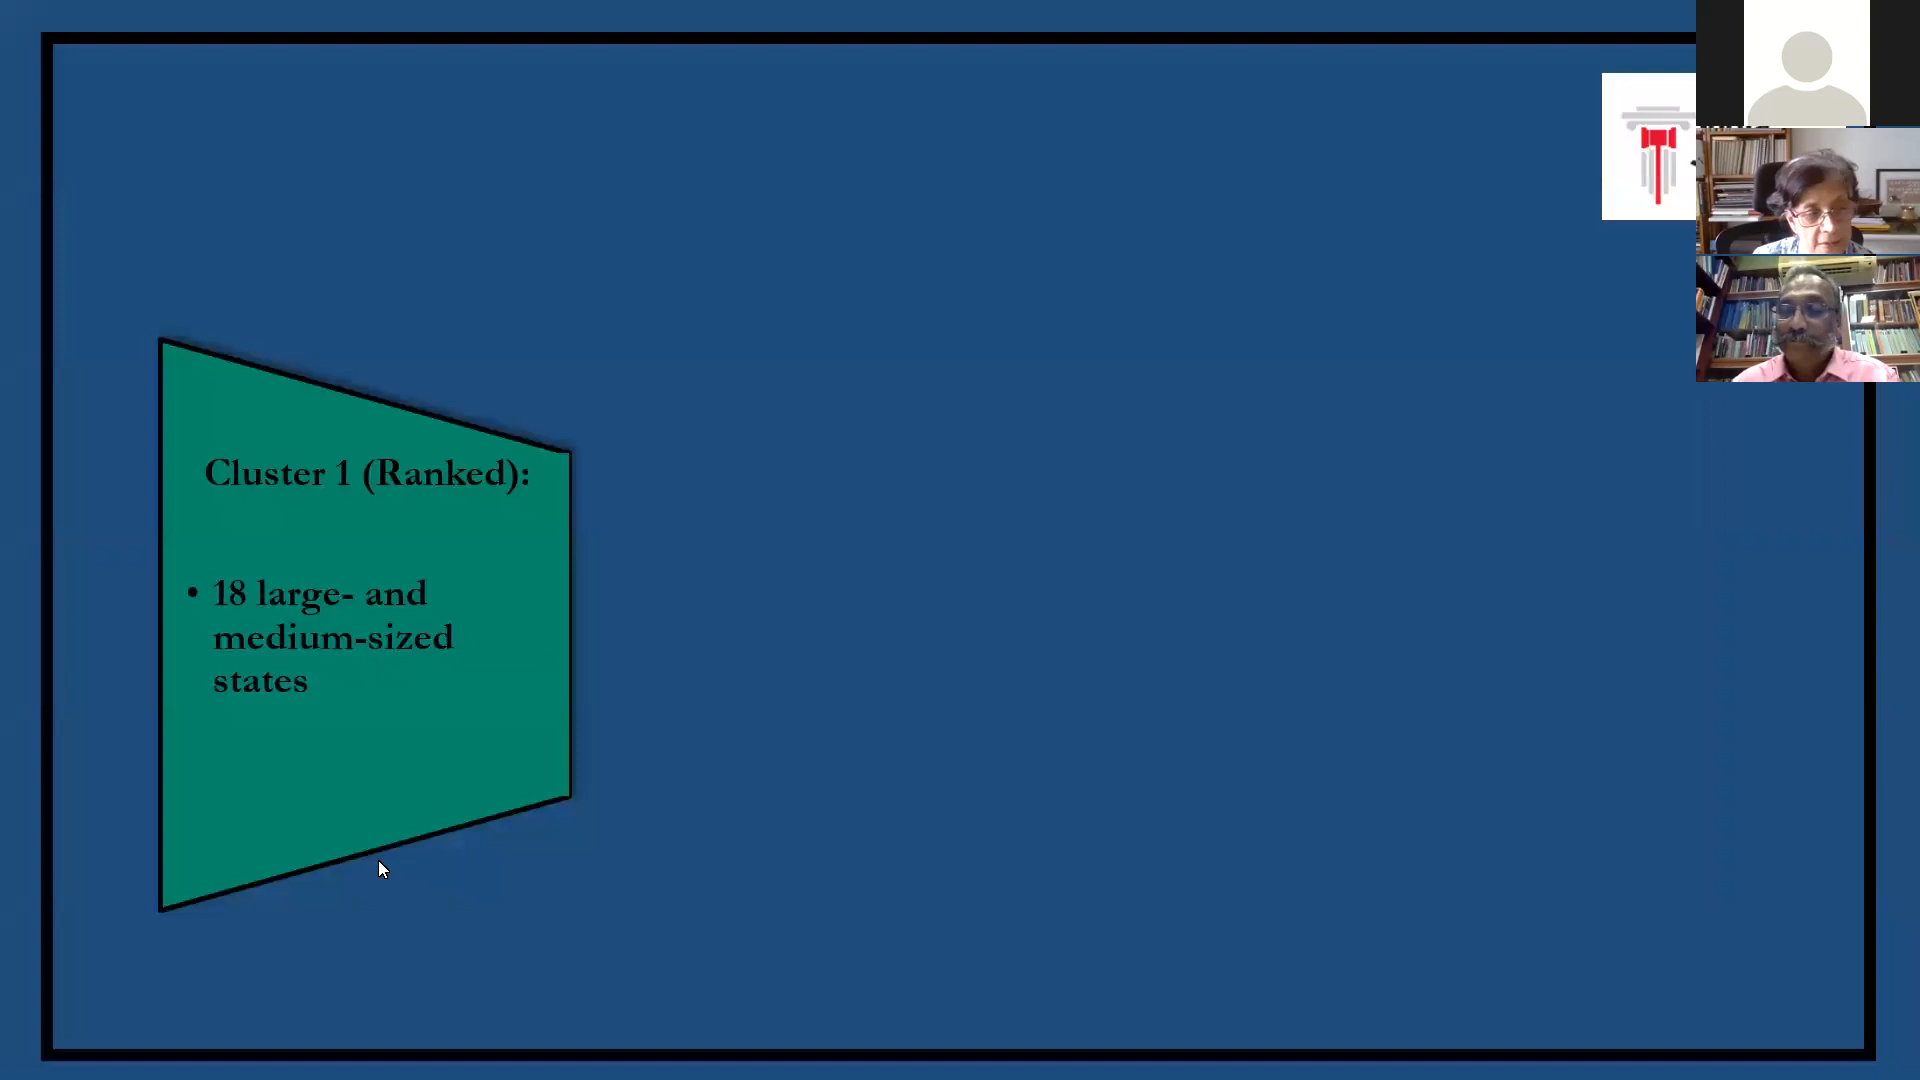 Cluster 1 (Ranked):
• 18 large- and
medium-sized
states